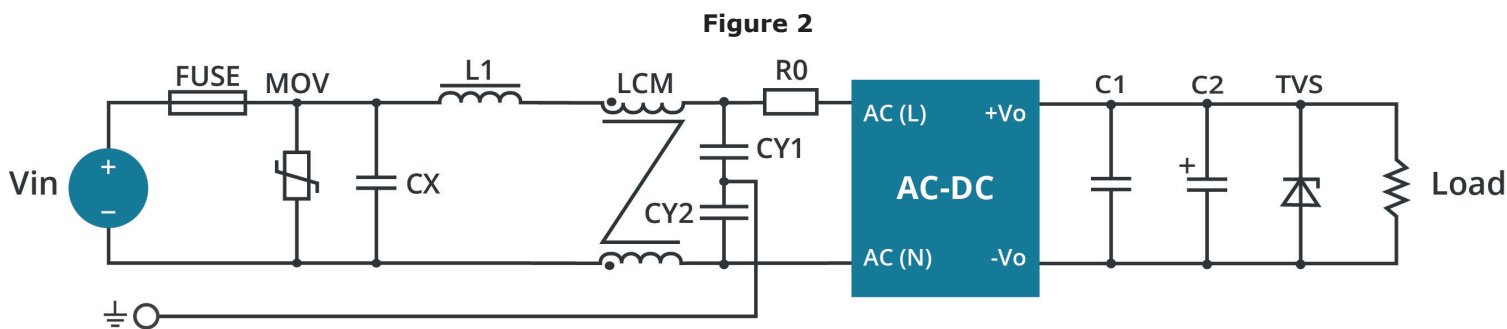 Figure 2
FUSE
MOV
L1
LCM
R0
C1
C2
TVS
AC (L)
+Vo
CY1
Vin
+
−
CX
AC-DC
+
Load
CY2
AC (N)
-Vo